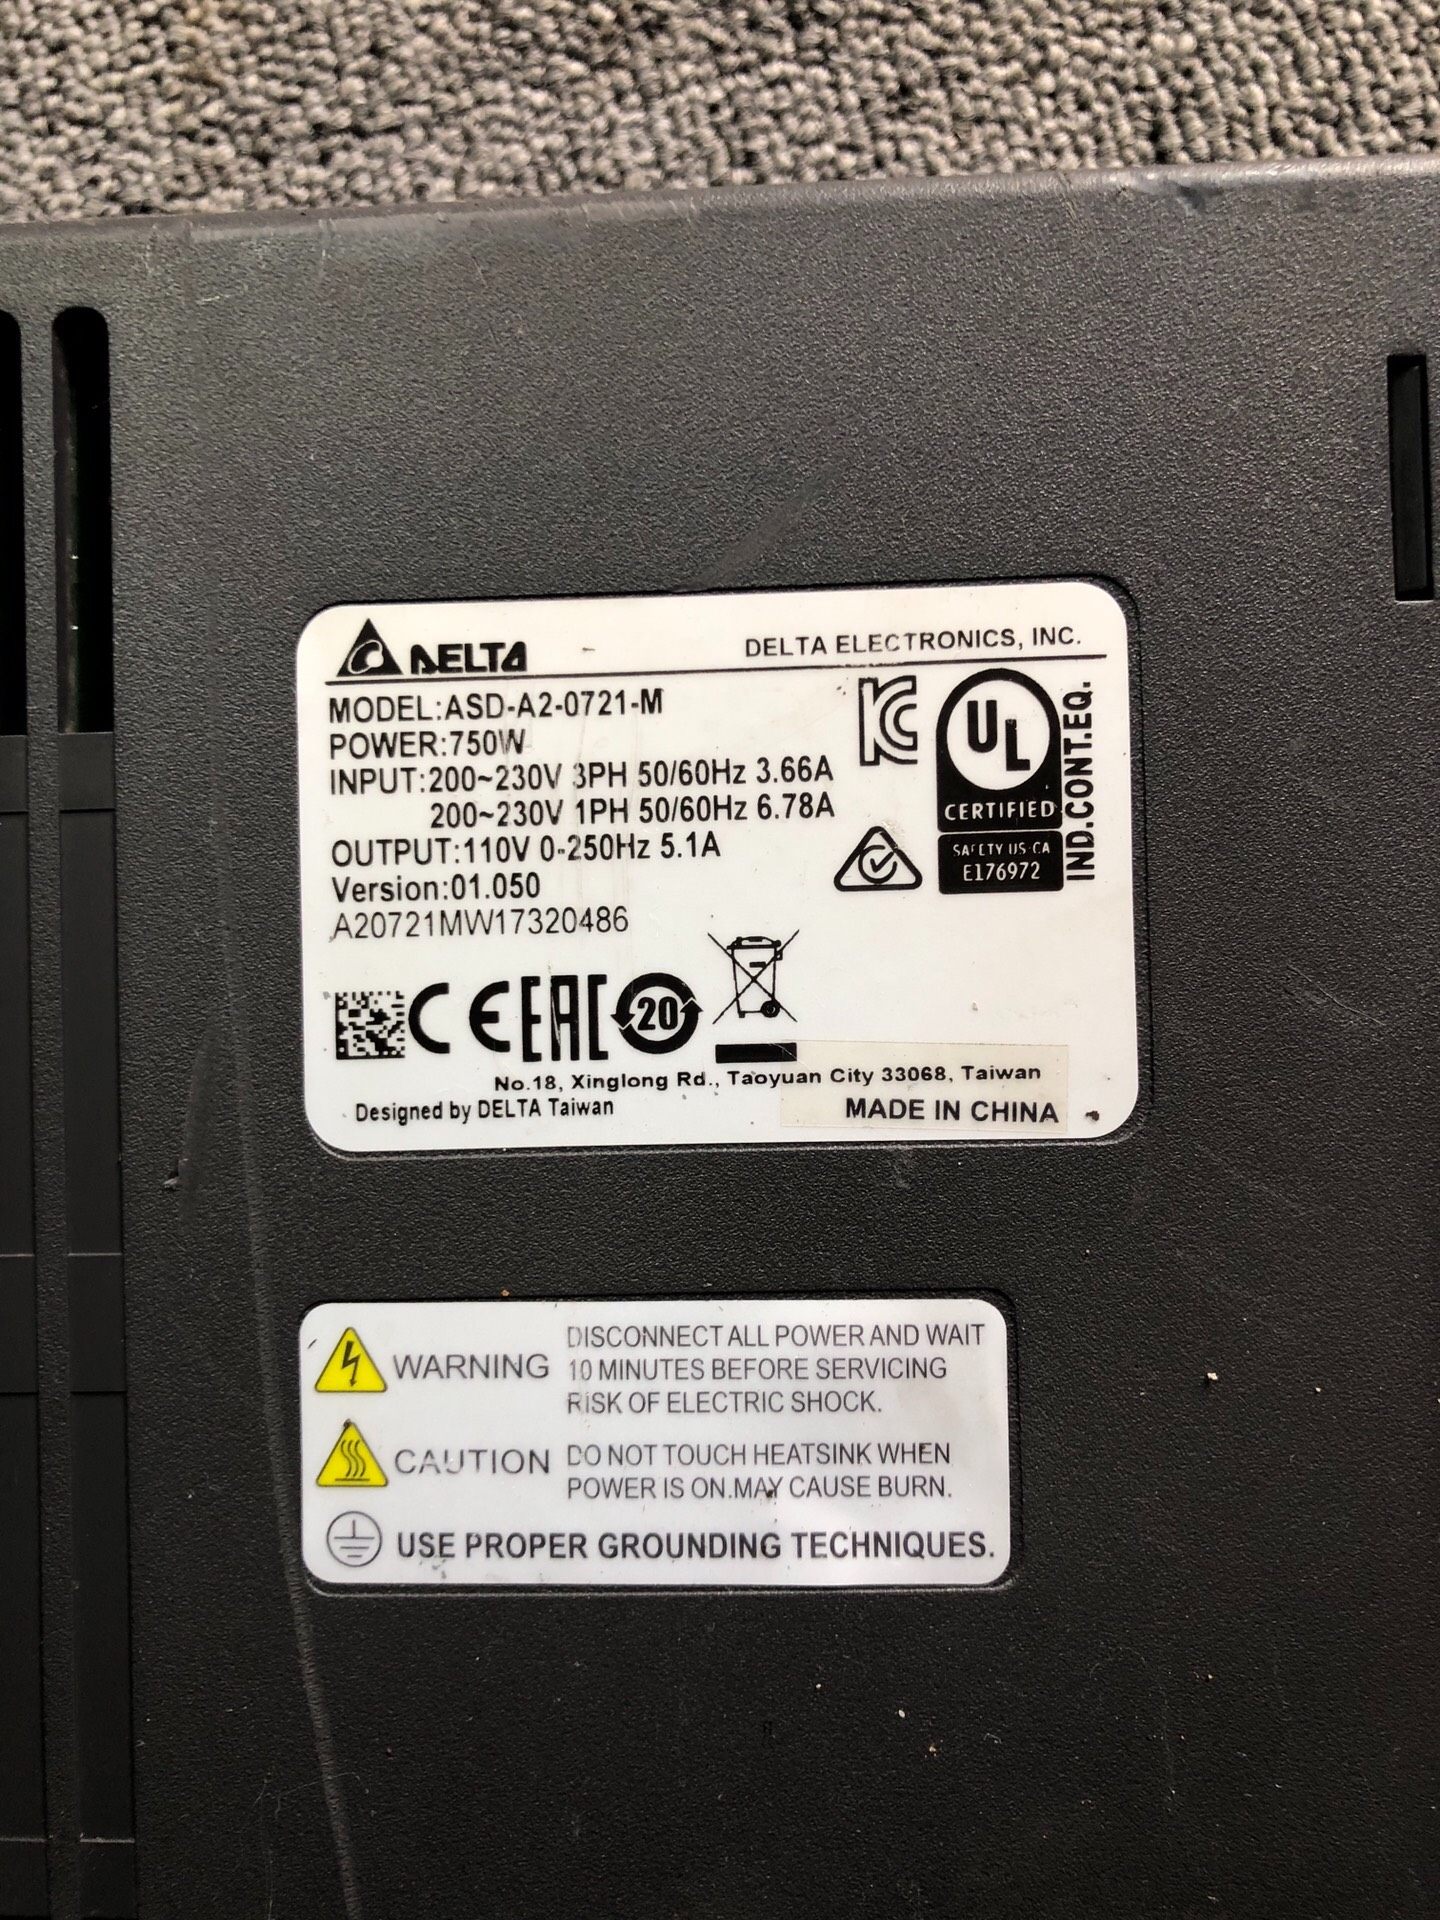 DELTA
DELTA ELECTRONICS, INC.
MODEL:ASD-A2-0721-M
POWER:750W
INPUT:200~230V 3PH 50/60Hz 3.66A
200~230V 1PH 50/60Hz 6.78A
OUTPUT:110V 0-250Hz 5.1A
Version:01.050
A20721MW17320486
UL
CERTIFIED
SAFETY US CA
E176972
IND.CONT.EQ.
CE EAC 20
No.18, Xinglong Rd., Taoyuan City 33068, Taiwan
Designed by DELTA Taiwan
MADE IN CHINA
WARNING
DISCONNECT ALL POWER AND WAIT
10 MINUTES BEFORE SERVICING
RISK OF ELECTRIC SHOCK.
CAUTION
DO NOT TOUCH HEATSINK WHEN
POWER IS ON.MAY CAUSE BURN.
USE PROPER GROUNDING TECHNIQUES.